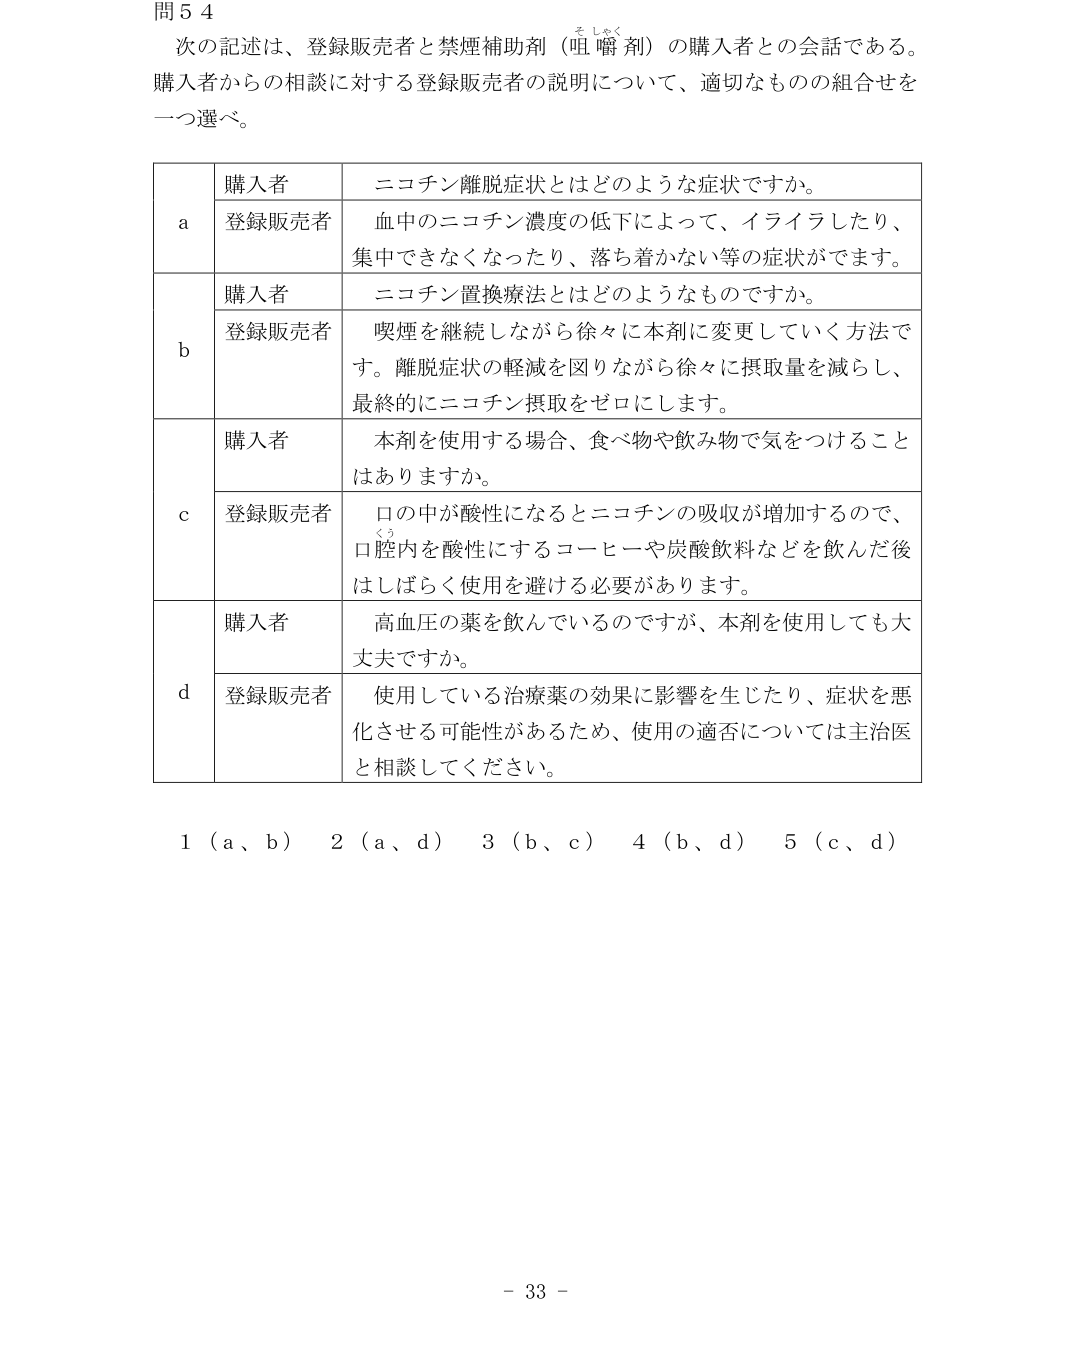 問５４
次の記述は、登録販売者と禁煙補助剤（咀嚼剤）の購入者との会話である。
購入者からの相談に対する登録販売者の説明について、適切なものの組合せを
一つ選べ。
a
購入者
ニコチン離脱症状とはどのような症状ですか。
登録販売者
血中のニコチン濃度の低下によって、イライラしたり、
集中できなくなったり、落ち着かない等の症状がでます。
b
購入者
ニコチン置換療法とはどのようなものですか。
登録販売者
喫煙を継続しながら徐々に本剤に変更していく方法で
す。離脱症状の軽減を図りながら徐々に摂取量を減らし、
最終的にニコチン摂取をゼロにします。
c
購入者
本剤を使用する場合、食べ物や飲み物で気をつけること
はありますか。
登録販売者
口の中が酸性になるとニコチンの吸収が増加するので、
口腔内を酸性にするコーヒーや炭酸飲料などを飲んだ後
はしばらく使用を避ける必要があります。
d
購入者
高血圧の薬を飲んでいるのですが、本剤を使用しても大
丈夫ですか。
登録販売者
使用している治療薬の効果に影響を生じたり、症状を悪
化させる可能性があるため、使用の適否については主治医
と相談してください。
１（a、b）　２（a、d）　３（b、c）　４（b、d）　５（c、d）
- 33 -